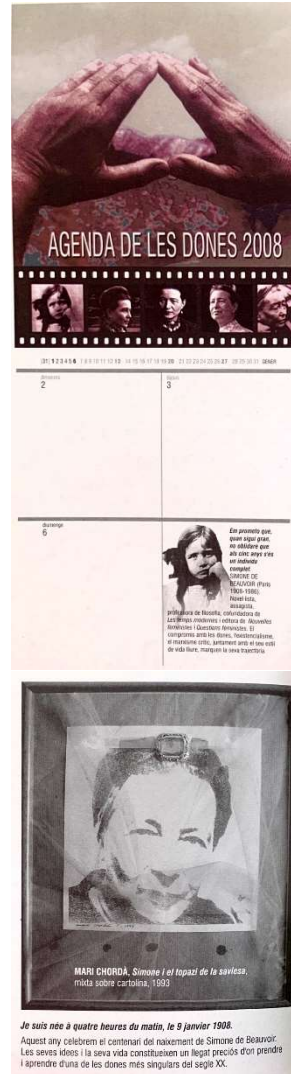 AGENDA DE LES DONES 2008
31 1 2 3 4 5 6 7 8 9 10 11 12 13 14 15 16 17 18 19 20 21 22 23 24 25 26 27 28 29 30 31 GENER
dimecres
2
dijous
3
diumenge
6
Em prometo que,
quan sigui gran,
no oblidaré que
als cinc anys s'és
un individu
complet
SIMONE DE
BEAUVOIR (París
1908-1986).
Novel·lista,
assagista,
professora de filosofia, cofundadora de
Les temps modernes i editora de Nouvelles
féministes i Questions féministes. El
compromís amb les dones, l'existencialisme,
el marxisme crític, juntament amb el seu estil
de vida lliure, marquen la seva trajectòria.
MARI CHORDÀ, Simone i el topazi de la saviesa,
mixta sobre cartolina, 1993
Je suis née à quatre heures du matin, le 9 janvier 1908.
Aquest any celebrem el centenari del naixement de Simone de Beauvoir.
Les seves idees i la seva vida constitueixen un llegat preciós d'on prendre
i aprendre d'una de les dones més singulars del segle XX.